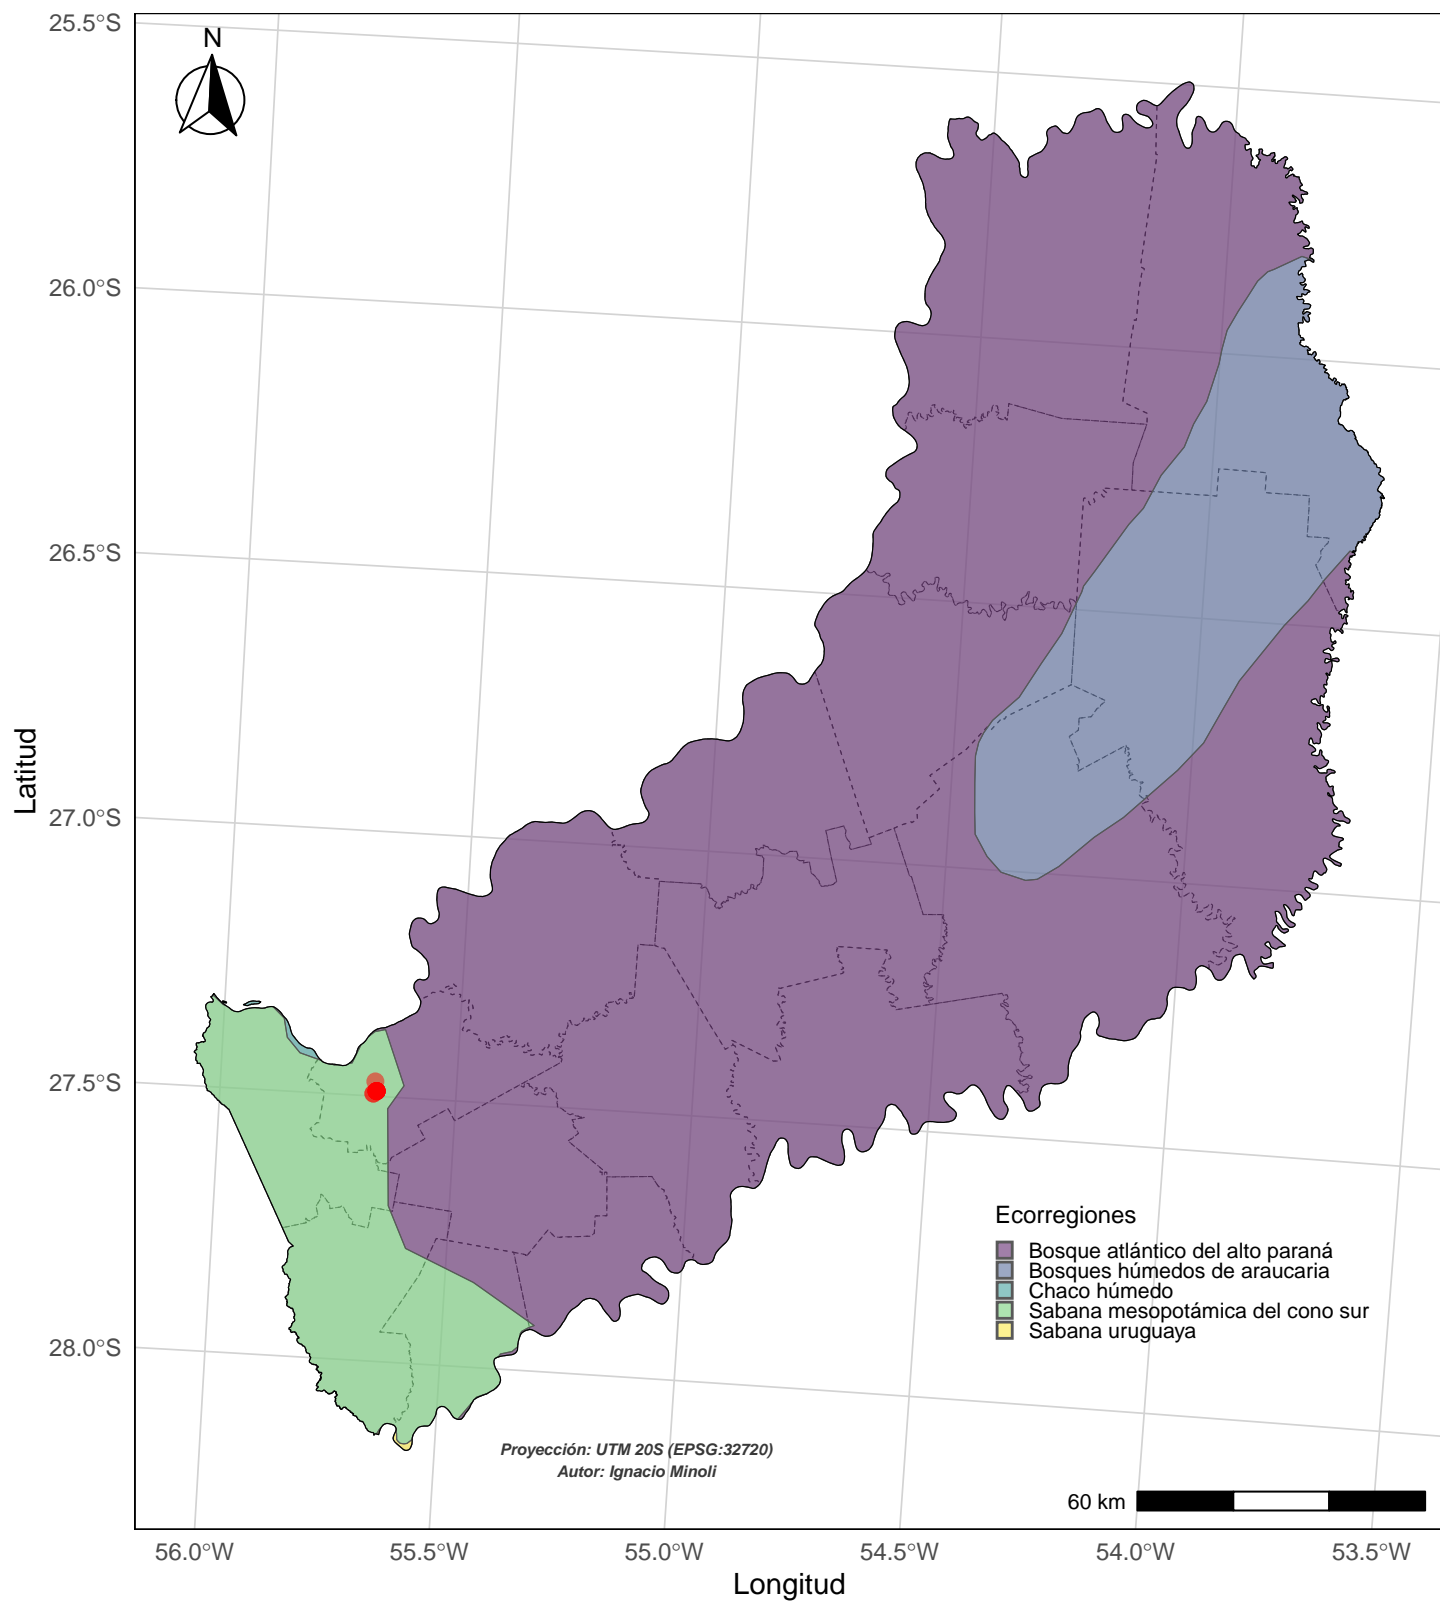 N
25.5°S
26.0°S
26.5°S
27.0°S
27.5°S
28.0°S
Latitud
Ecorregiones
Bosque atlántico del alto paraná
Bosques húmedos de araucaria
Chaco húmedo
Sabana mesopotámica del cono sur
Sabana uruguaya
Proyección: UTM 20S (EPSG:32720)
Autor: Ignacio Minoli
60 km
56.0°W
55.5°W
55.0°W
54.5°W
54.0°W
53.5°W
Longitud